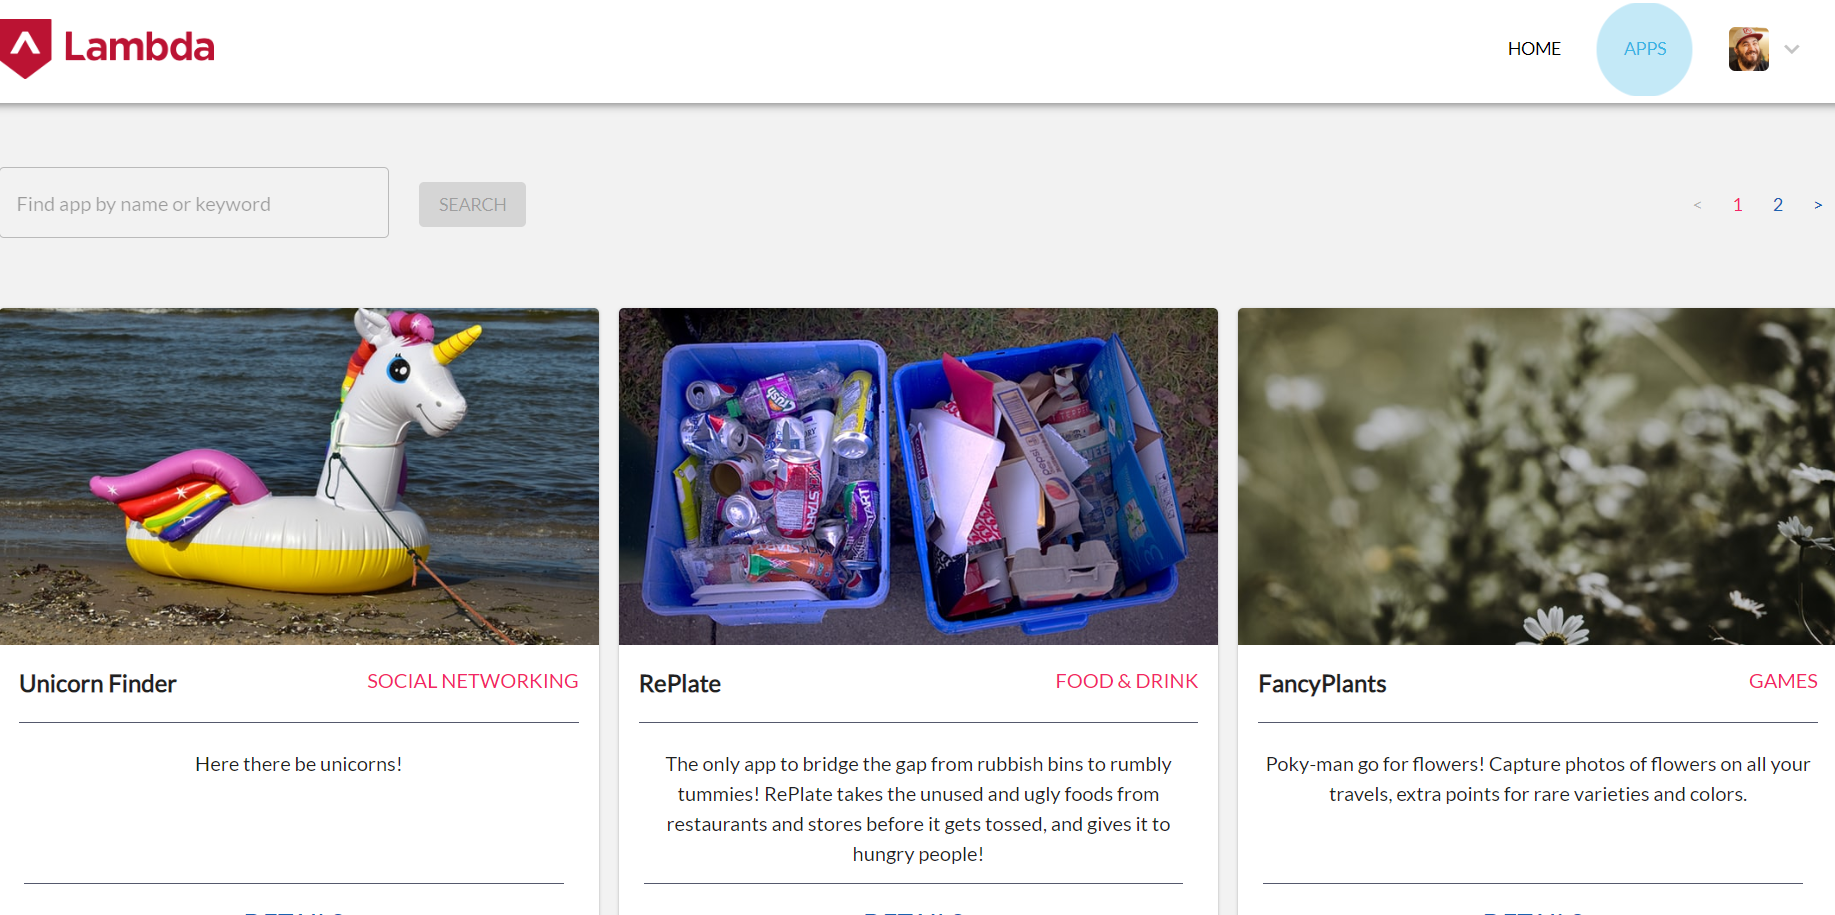 Lambda
HOME
APPS
Find app by name or keyword
SEARCH
< 1 2 >
Unicorn Finder
SOCIAL NETWORKING
Here there be unicorns!
RePlate
FOOD & DRINK
The only app to bridge the gap from rubbish bins to rumbly
tummies! RePlate takes the unused and ugly foods from
restaurants and stores before it gets tossed, and gives it to
hungry people!
FancyPlants
GAMES
Poky-man go for flowers! Capture photos of flowers on all your
travels, extra points for rare varieties and colors.